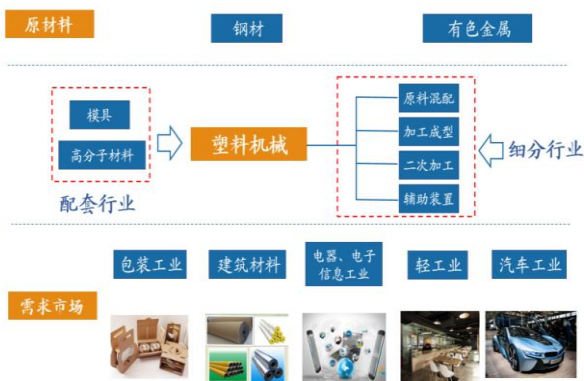 原材料
钢材
有色金属
模具
高分子材料
配套行业
塑料机械
原料混配
加工成型
二次加工
辅助装置
细分行业
需求市场
包装工业
建筑材料
电器、电子
信息工业
轻工业
汽车工业